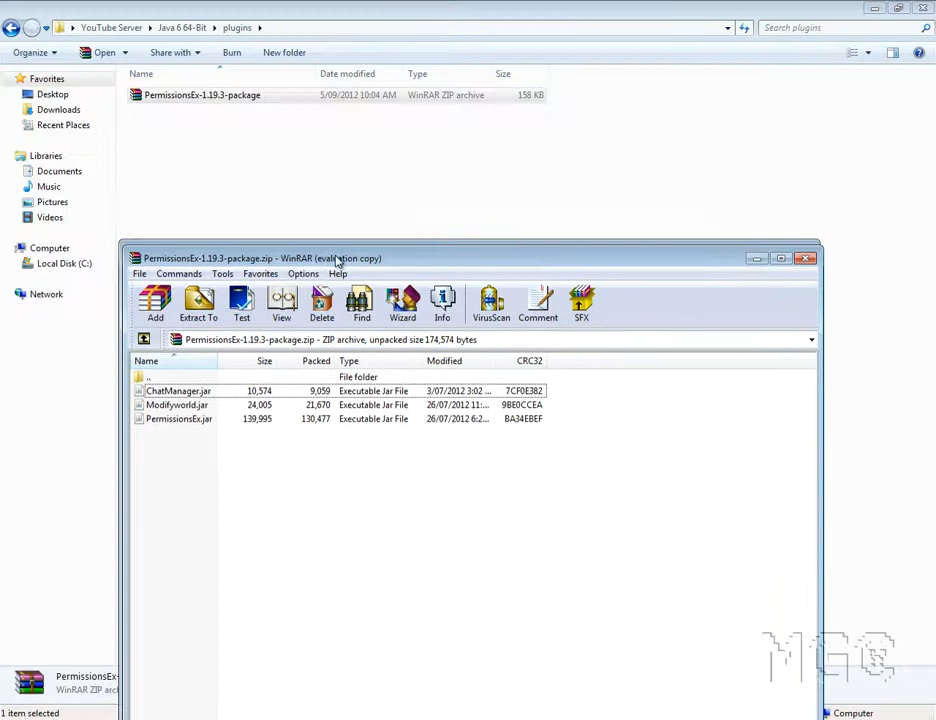 YouTube Server ▸ Java 6 64-Bit ▸ plugins ▸
Search plugins
Organize Open Share with Burn New folder
Name Date modified Type Size
PermissionsEx-1.19.3-package 5/09/2012 10:04 AM WinRAR ZIP archive 158 KB
Favorites
Desktop
Downloads
Recent Places
Libraries
Documents
Music
Pictures
Videos
Computer
Local Disk (C:)
Network
PermissionsEx-1.19.3-package.zip - WinRAR (evaluation copy)
File Commands Tools Favorites Options Help
Add Extract To Test View Delete Find Wizard Info VirusScan Comment SFX
PermissionsEx-1.19.3-package.zip - ZIP archive, unpacked size 174,574 bytes
Name Size Packed Type Modified CRC32
.. File folder
ChatManager.jar 10,574 9,059 Executable Jar File 3/07/2012 3:02 ... 7CF0E382
Modifyworld.jar 24,005 21,670 Executable Jar File 26/07/2012 11:... 9BE0CCEA
PermissionsEx.jar 139,995 130,477 Executable Jar File 26/07/2012 6:2... BA34EBEF
MGC
PermissionsEx-
WinRAR ZIP arch
1 item selected
Computer